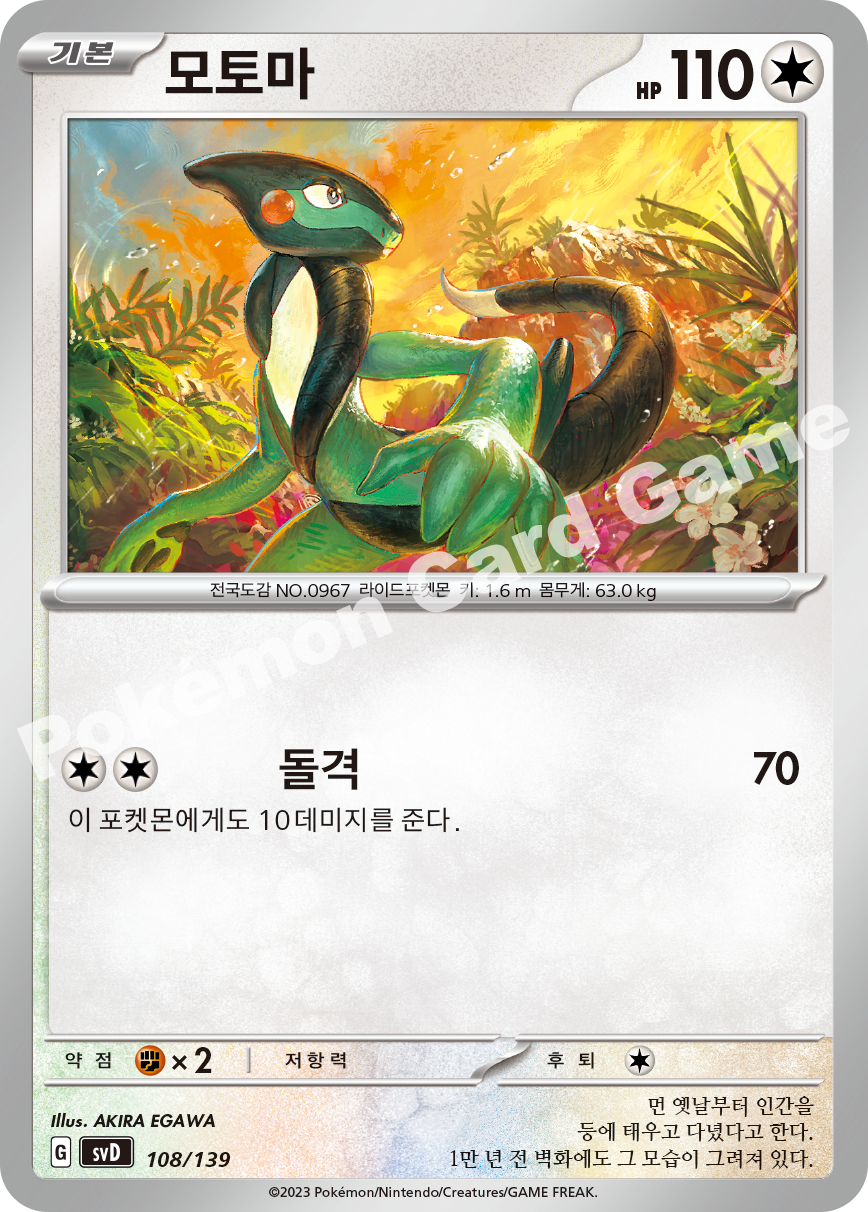 기본
모토마
HP 110
전국도감 NO.0967 라이드포켓몬 키: 1.6 m 몸무게: 63.0 kg
Pokémon Card Game
돌격 70
이 포켓몬에게도 10데미지를 준다.
약점 ×2 저항력 후퇴
Illus. AKIRA EGAWA
먼 옛날부터 인간을
등에 태우고 다녔다고 한다.
1만 년 전 벽화에도 그 모습이 그려져 있다.
G svD 108/139
©2023 Pokémon/Nintendo/Creatures/GAME FREAK.